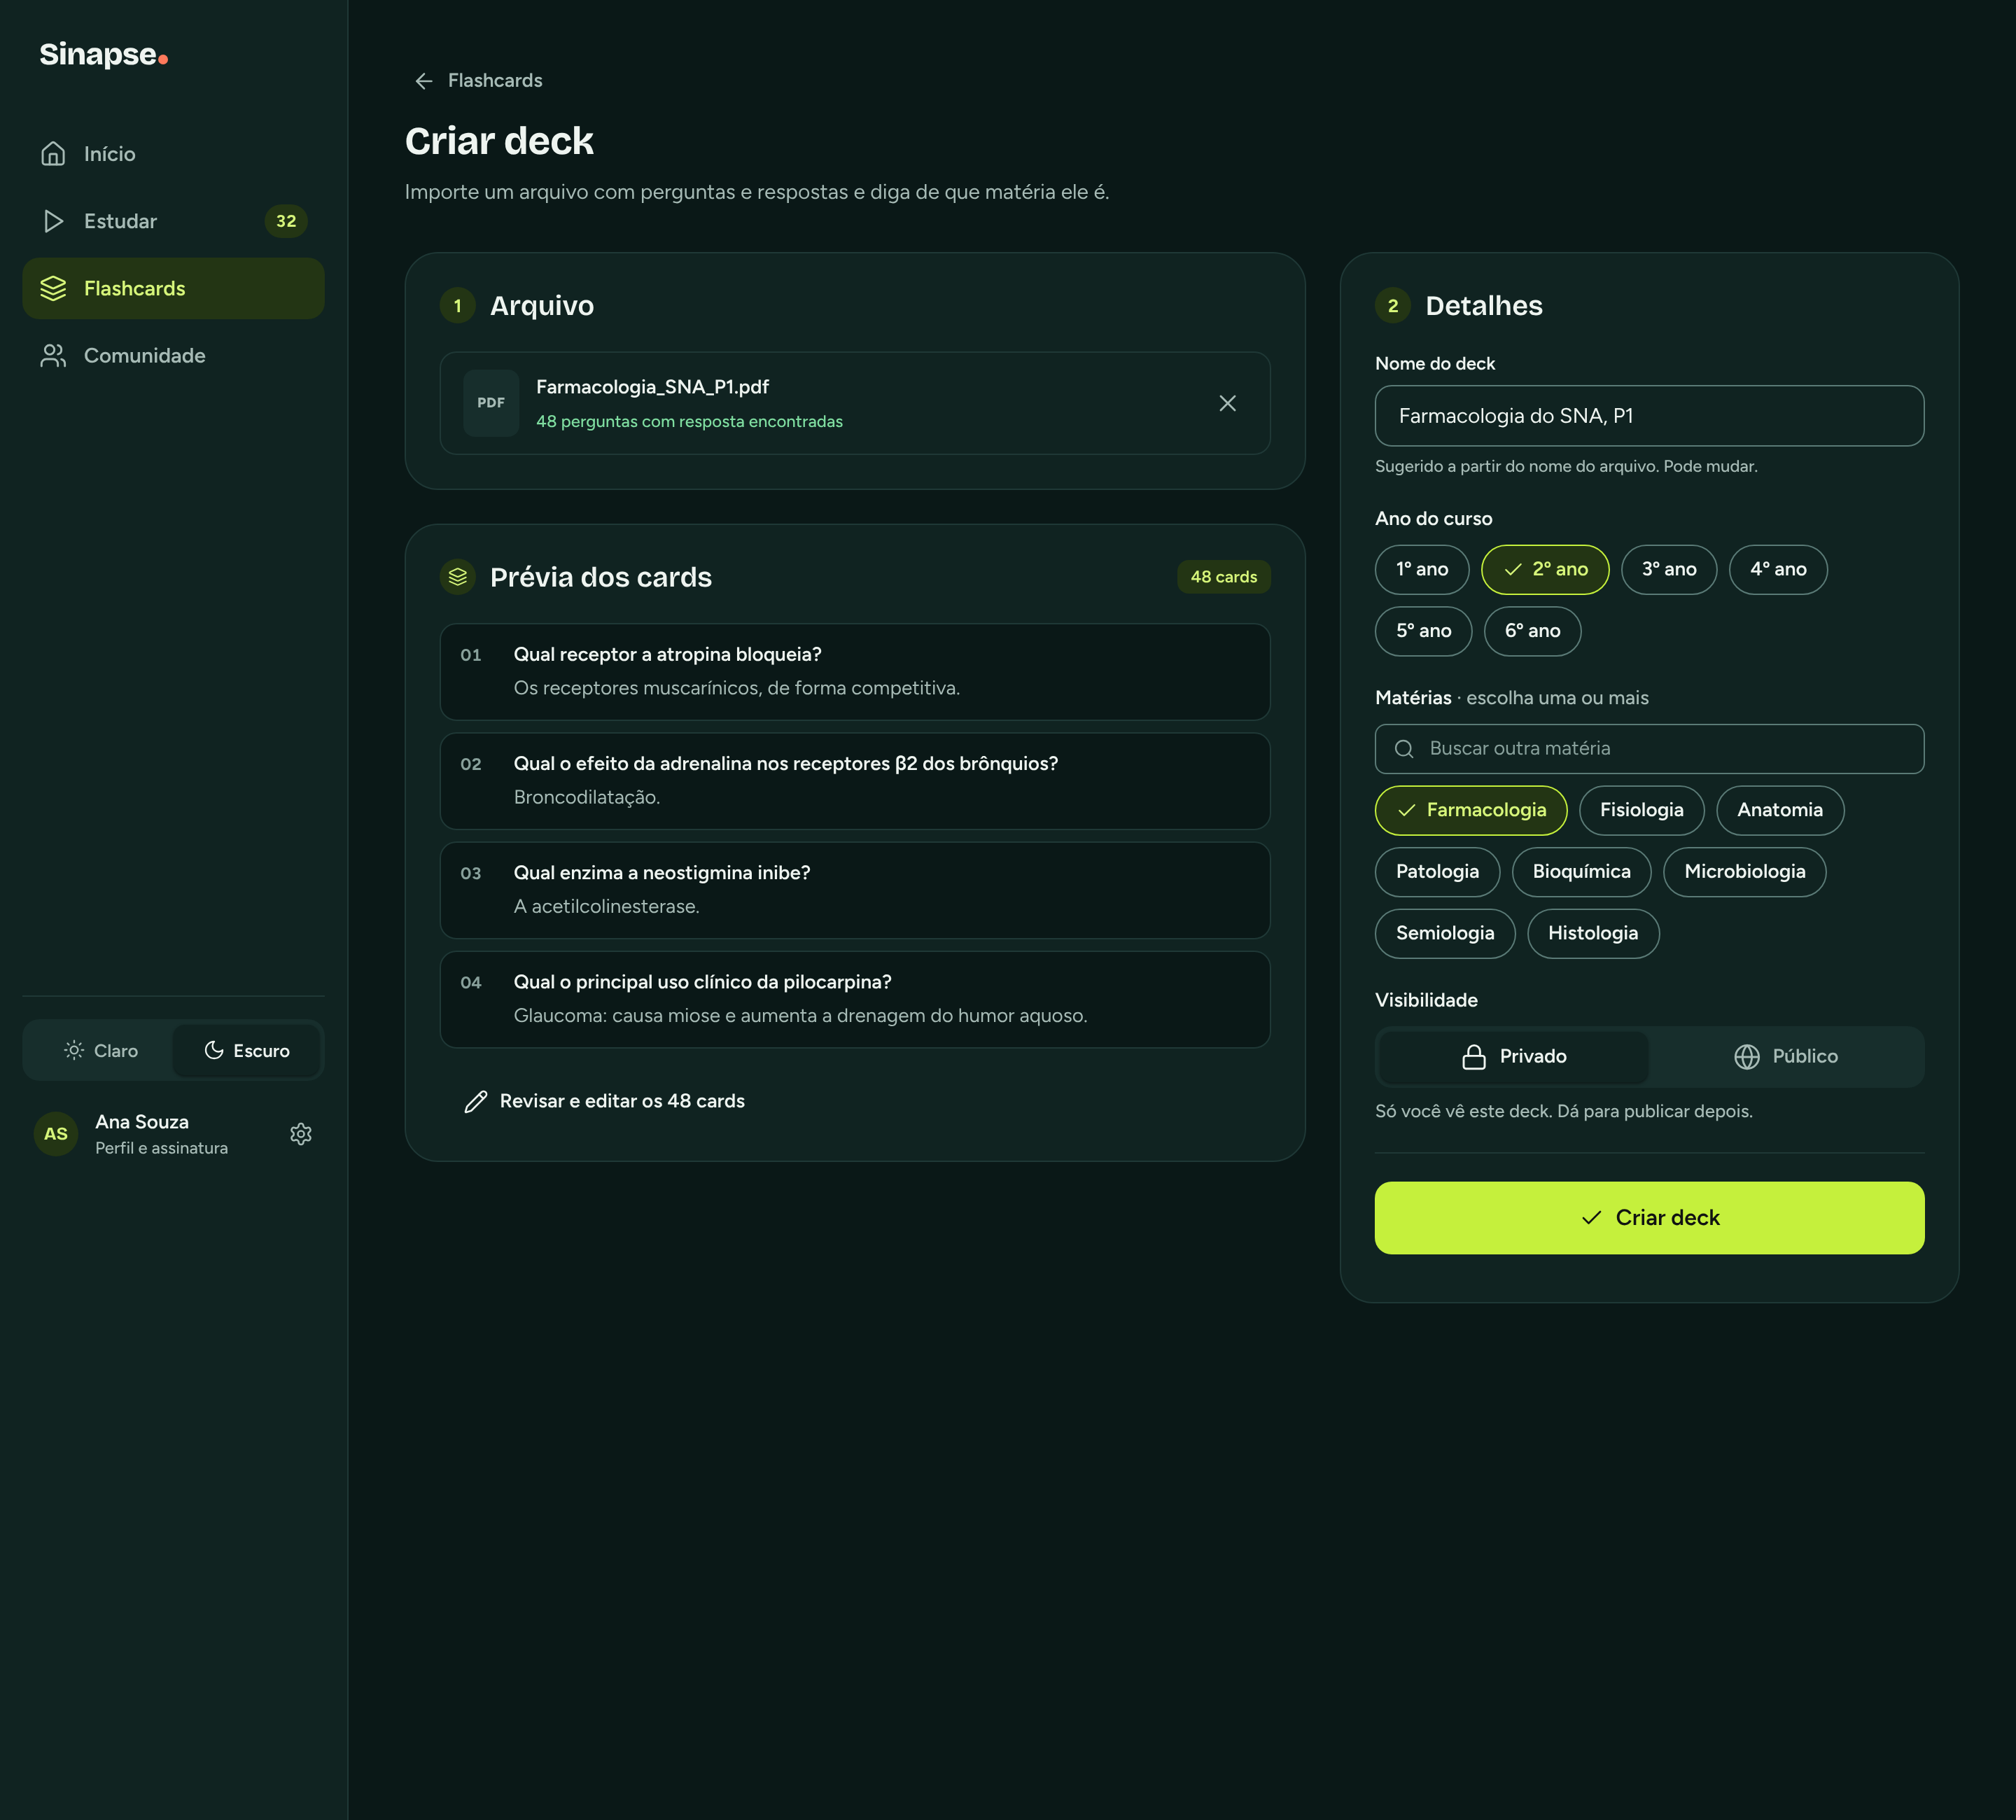 Sinapse.
Início
Estudar
32
Flashcards
Comunidade
Claro
Escuro
AS
Ana Souza
Perfil e assinatura
Flashcards
Criar deck
Importe um arquivo com perguntas e respostas e diga de que matéria ele é.
1
Arquivo
PDF
Farmacologia_SNA_P1.pdf
48 perguntas com resposta encontradas
Prévia dos cards
48 cards
01
Qual receptor a atropina bloqueia?
Os receptores muscarínicos, de forma competitiva.
02
Qual o efeito da adrenalina nos receptores β2 dos brônquios?
Broncodilatação.
03
Qual enzima a neostigmina inibe?
A acetilcolinesterase.
04
Qual o principal uso clínico da pilocarpina?
Glaucoma: causa miose e aumenta a drenagem do humor aquoso.
Revisar e editar os 48 cards
2
Detalhes
Nome do deck
Farmacologia do SNA, P1
Sugerido a partir do nome do arquivo. Pode mudar.
Ano do curso
1º ano
2º ano
3º ano
4º ano
5º ano
6º ano
Matérias · escolha uma ou mais
Buscar outra matéria
Farmacologia
Fisiologia
Anatomia
Patologia
Bioquímica
Microbiologia
Semiologia
Histologia
Visibilidade
Privado
Público
Só você vê este deck. Dá para publicar depois.
Criar deck